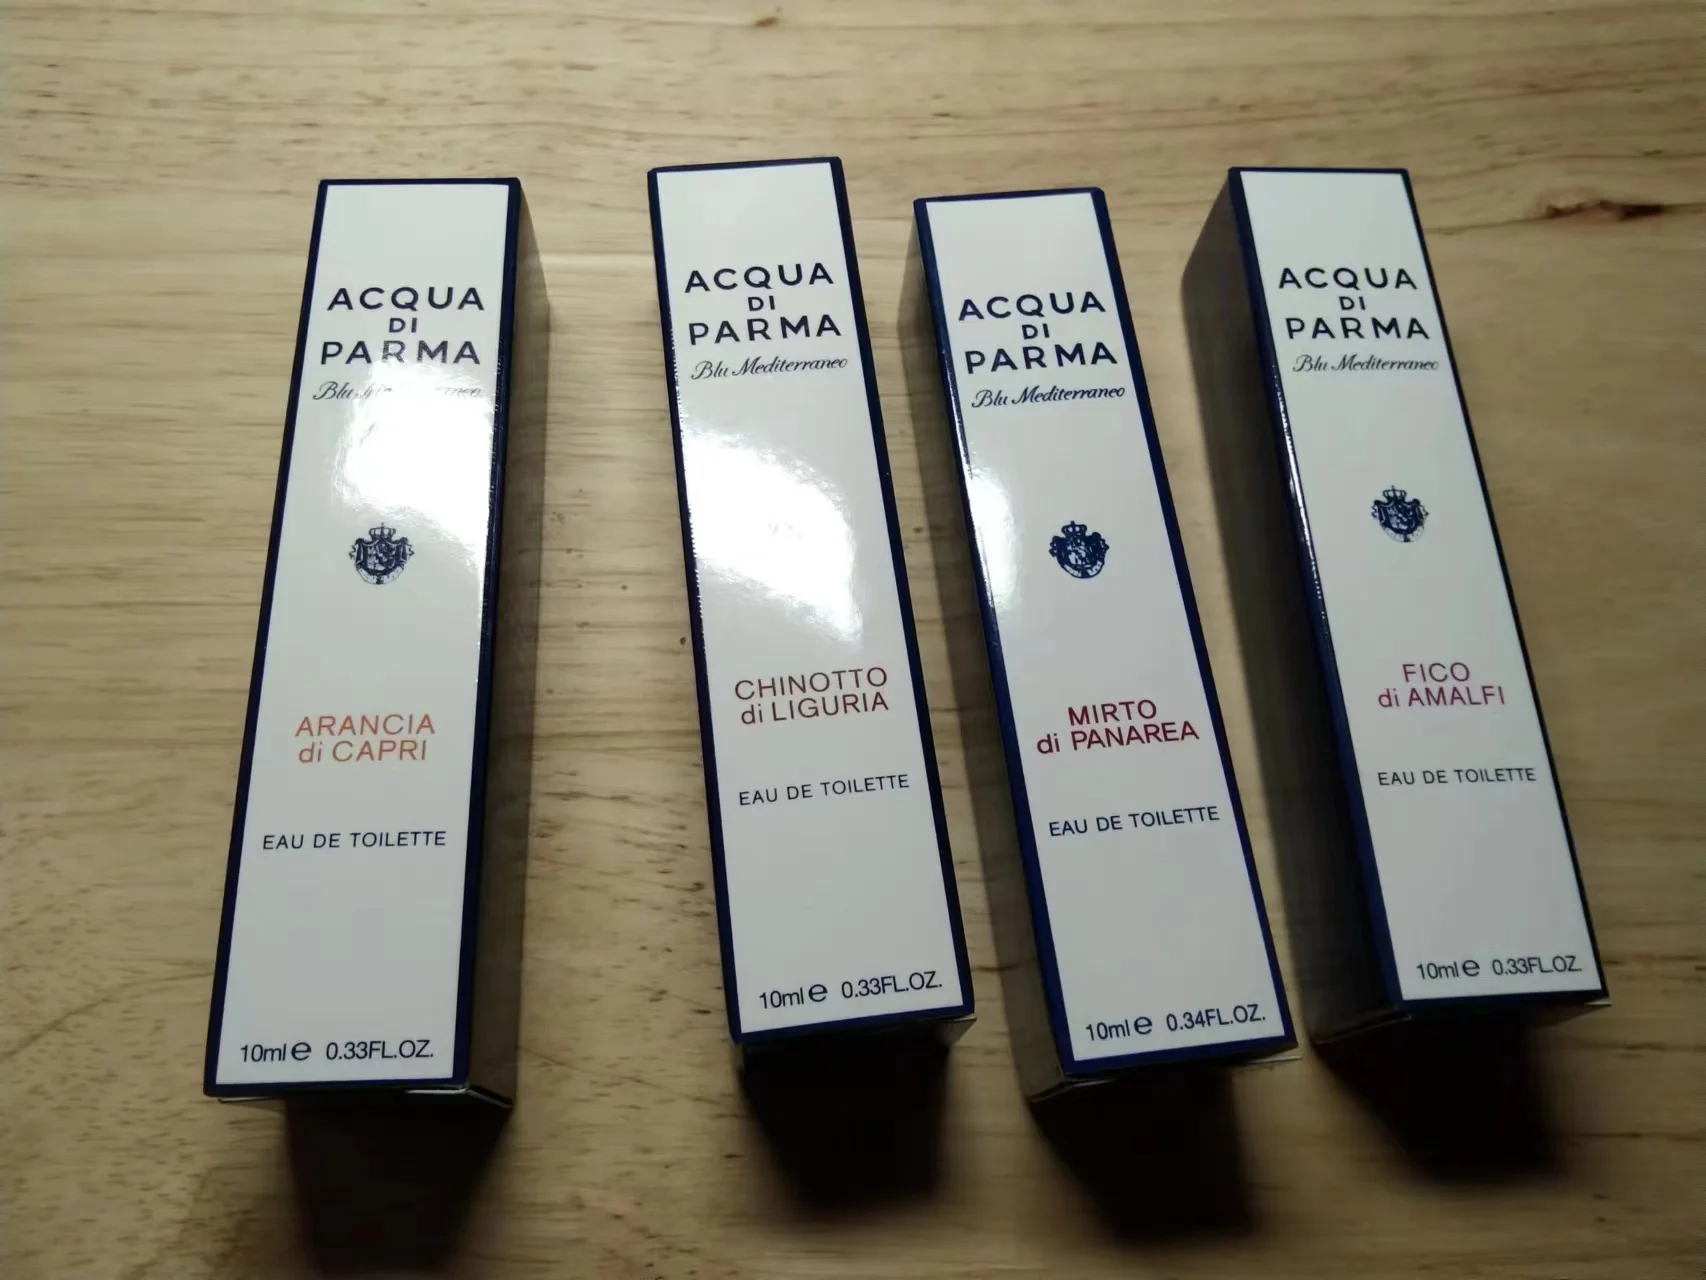 ACQUA
DI
PARMA
Blu
ARANCIA
di CAPRI
EAU DE TOILETTE
10ml e 0.33FL.OZ.
ACQUA
DI
PARMA
Blu Mediterraneo
CHINOTTO
di LIGURIA
EAU DE TOILETTE
10ml e 0.33FL.OZ.
ACQUA
DI
PARMA
Blu Mediterraneo
MIRTO
di PANAREA
EAU DE TOILETTE
10ml e 0.34FL.OZ.
ACQUA
DI
PARMA
Blu Mediterraneo
FICO
di AMALFI
EAU DE TOILETTE
10ml e 0.33FL.OZ.